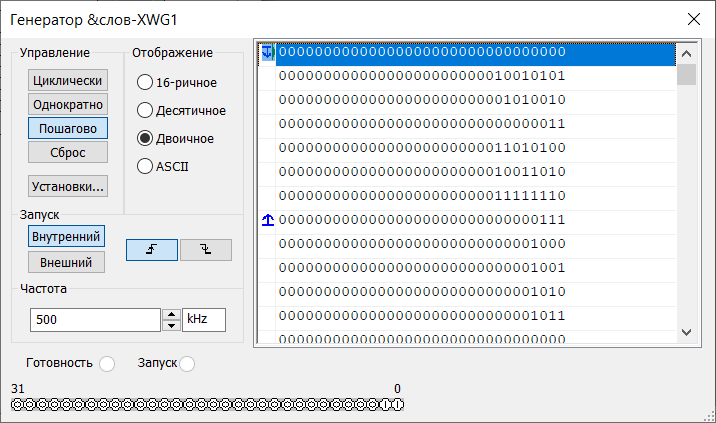 Генератор &слов-XWG1
Управление
Циклически
Однократно
Пошагово
Сброс
Установки...
Отображение
16-ричное
Десятичное
Двоичное
ASCII
Запуск
Внутренний
Внешний
Частота
500
kHz
00000000000000000000000000000000
00000000000000000000000010010101
00000000000000000000000001010010
00000000000000000000000000000011
00000000000000000000000011010100
00000000000000000000000010011010
00000000000000000000000011111110
00000000000000000000000000000111
00000000000000000000000000001000
00000000000000000000000000001001
00000000000000000000000000001010
00000000000000000000000000001011
00000000000000000000000000000000
Готовность
Запуск
31 0